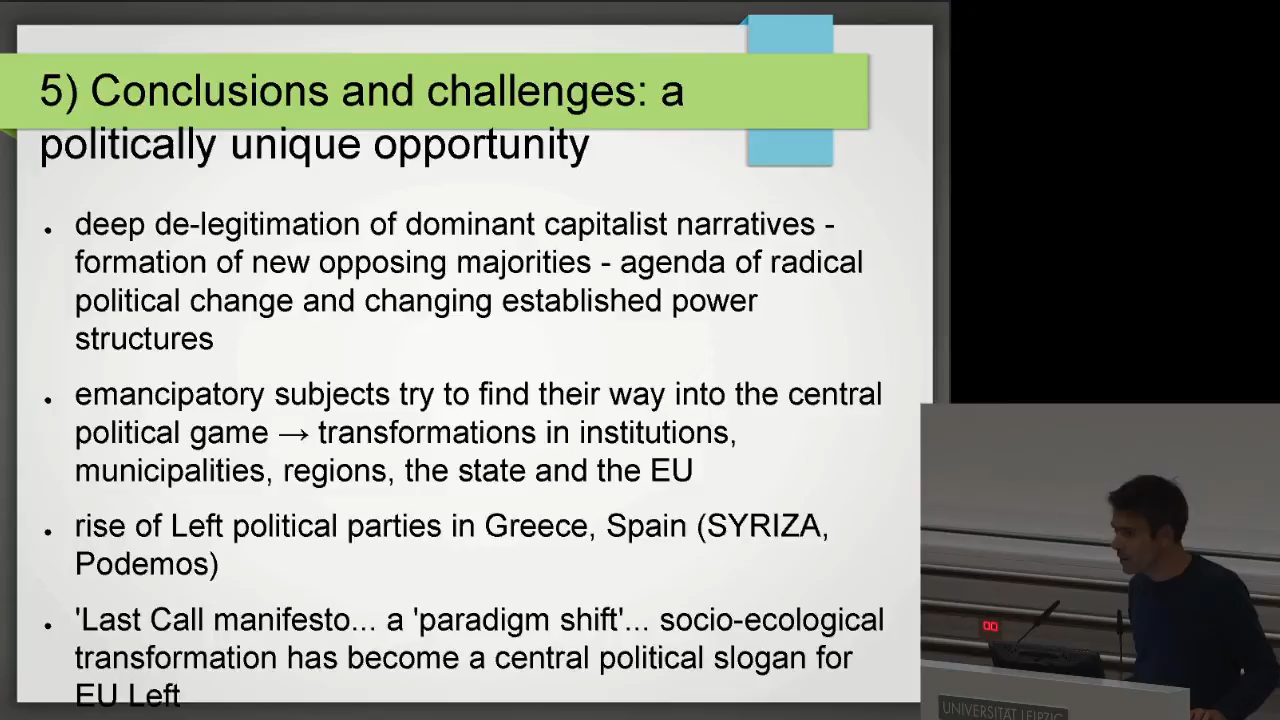 5) Conclusions and challenges: a
politically unique opportunity
● deep de-legitimation of dominant capitalist narratives -
formation of new opposing majorities - agenda of radical
political change and changing established power
structures
● emancipatory subjects try to find their way into the central
political game → transformations in institutions,
municipalities, regions, the state and the EU
● rise of Left political parties in Greece, Spain (SYRIZA,
Podemos)
● 'Last Call manifesto... a 'paradigm shift'... socio-ecological
transformation has become a central political slogan for
EU Left
00
UNIVERSITÄT LEIPZIG